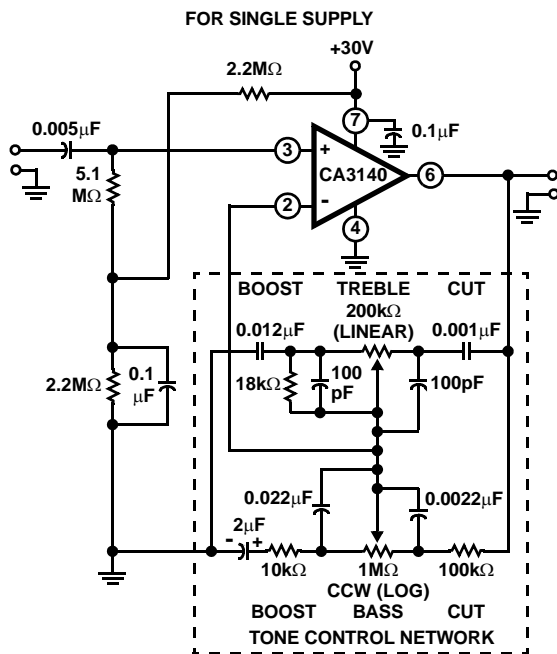 FOR SINGLE SUPPLY
+30V
2.2MΩ
0.005μF
7
0.1μF
3
+
CA3140
6
5.1
MΩ
2
-
4
BOOST TREBLE CUT
200kΩ
(LINEAR)
0.012μF
0.001μF
18kΩ
100
pF
100pF
2.2MΩ
0.1
μF
0.022μF
0.0022μF
2μF
- +
10kΩ
1MΩ
100kΩ
CCW (LOG)
BOOST BASS CUT
TONE CONTROL NETWORK